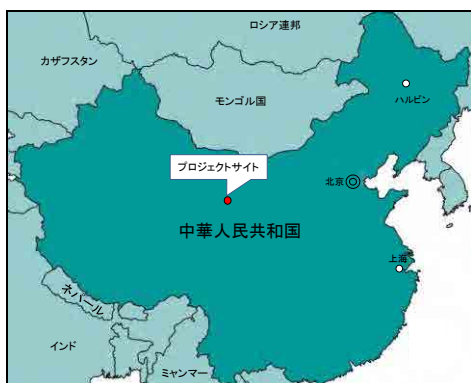 ロシア連邦
カザフスタン
モンゴル国
ハルビン
プロジェクトサイト
北京
中華人民共和国
上海
ネパール
インド
ミャンマー